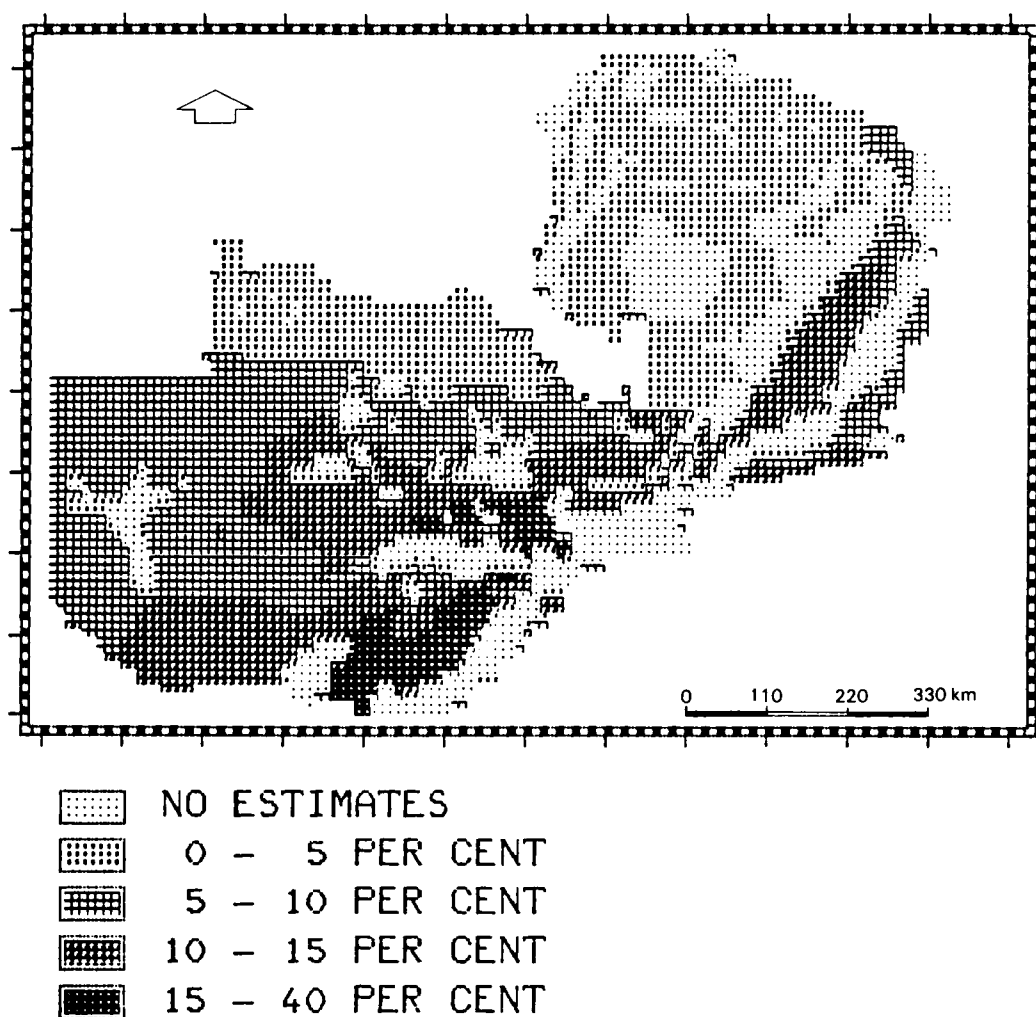 0 110 220 330 km
NO ESTIMATES
0 - 5 PER CENT
5 - 10 PER CENT
10 - 15 PER CENT
15 - 40 PER CENT